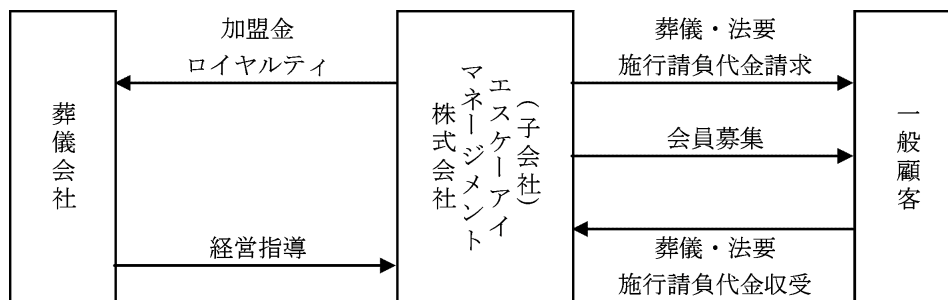 葬儀会社
加盟金
ロイヤルティ
経営指導
(子会社)
エスケーアイ
マネージメント
株式会社
葬儀・法要
施行請負代金請求
会員募集
葬儀・法要
施行請負代金収受
一般顧客